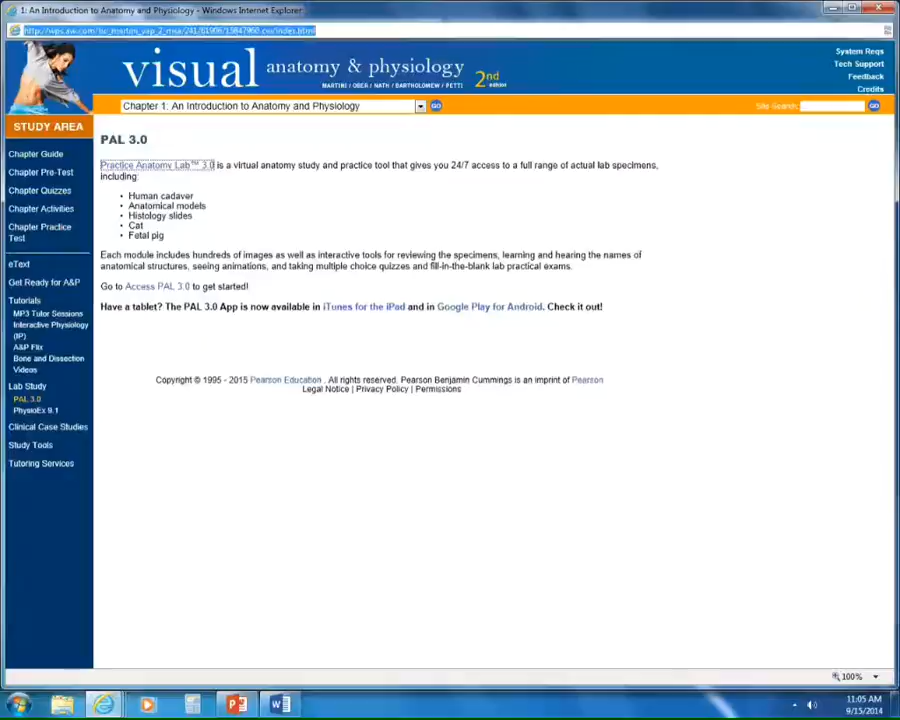 1: An Introduction to Anatomy and Physiology - Windows Internet Explorer
visual anatomy & physiology 2nd edition
MARTINI / OBER / NATH / BARTHOLOMEW / PETTI
System Reqs
Tech Support
Feedback
Credits
Chapter 1: An Introduction to Anatomy and Physiology GO
Site Search: GO
STUDY AREA
Chapter Guide
Chapter Pre-Test
Chapter Quizzes
Chapter Activities
Chapter Practice
Test
eText
Get Ready for A&P
Tutorials
MP3 Tutor Sessions
Interactive Physiology
(IP)
A&P Flix
Bone and Dissection
Videos
Lab Study
PAL 3.0
PhysioEx 9.1
Clinical Case Studies
Study Tools
Tutoring Services
PAL 3.0
Practice Anatomy Lab™ 3.0 is a virtual anatomy study and practice tool that gives you 24/7 access to a full range of actual lab specimens,
including:
• Human cadaver
• Anatomical models
• Histology slides
• Cat
• Fetal pig
Each module includes hundreds of images as well as interactive tools for reviewing the specimens, learning and hearing the names of
anatomical structures, seeing animations, and taking multiple choice quizzes and fill-in-the-blank lab practical exams.
Go to Access PAL 3.0 to get started!
Have a tablet? The PAL 3.0 App is now available in iTunes for the iPad and in Google Play for Android. Check it out!
Copyright © 1995 - 2015 Pearson Education . All rights reserved. Pearson Benjamin Cummings is an imprint of Pearson
Legal Notice | Privacy Policy | Permissions
100%
11:05 AM
9/15/2014